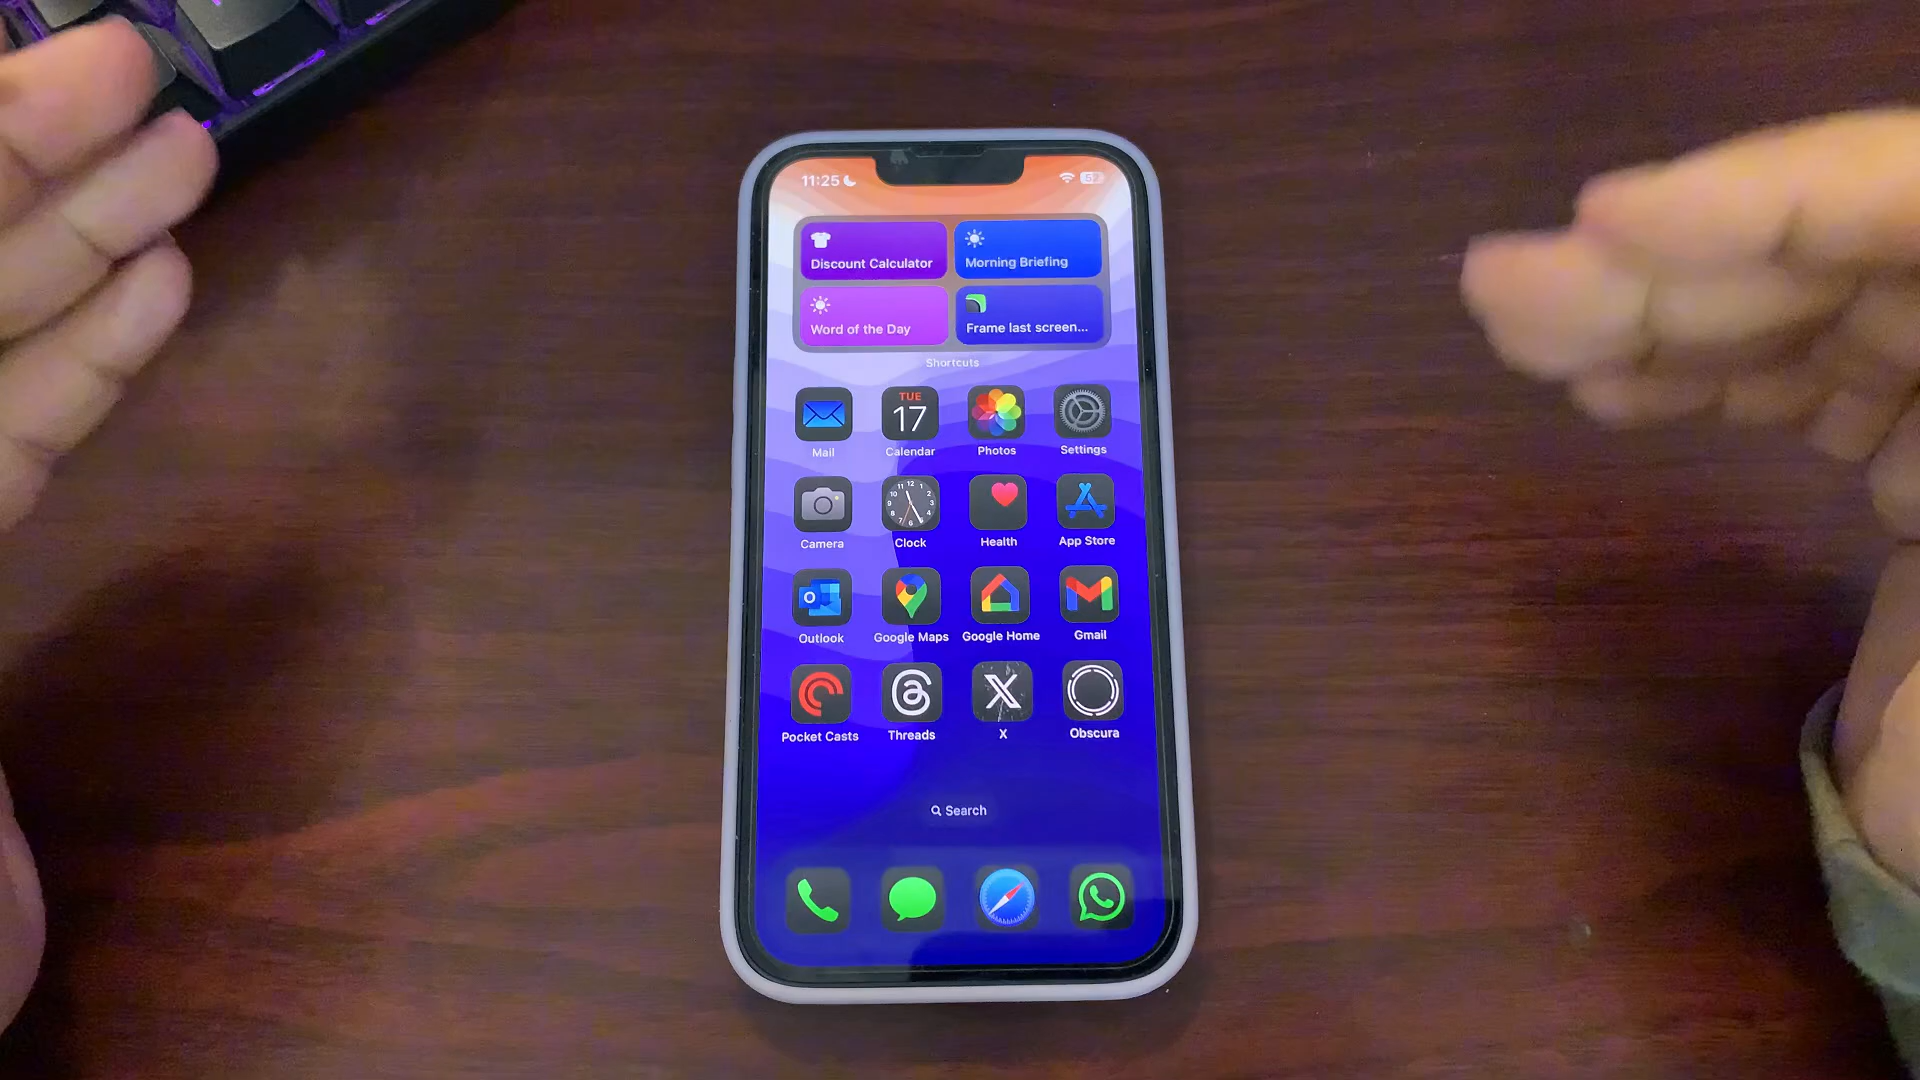 11:25
59
Discount Calculator
Morning Briefing
Word of the Day
Frame last screen...
Shortcuts
TUE
17
Mail
Calendar
Photos
Settings
Camera
Clock
Health
App Store
Outlook
Google Maps
Google Home
Gmail
Pocket Casts
Threads
X
Obscura
Search